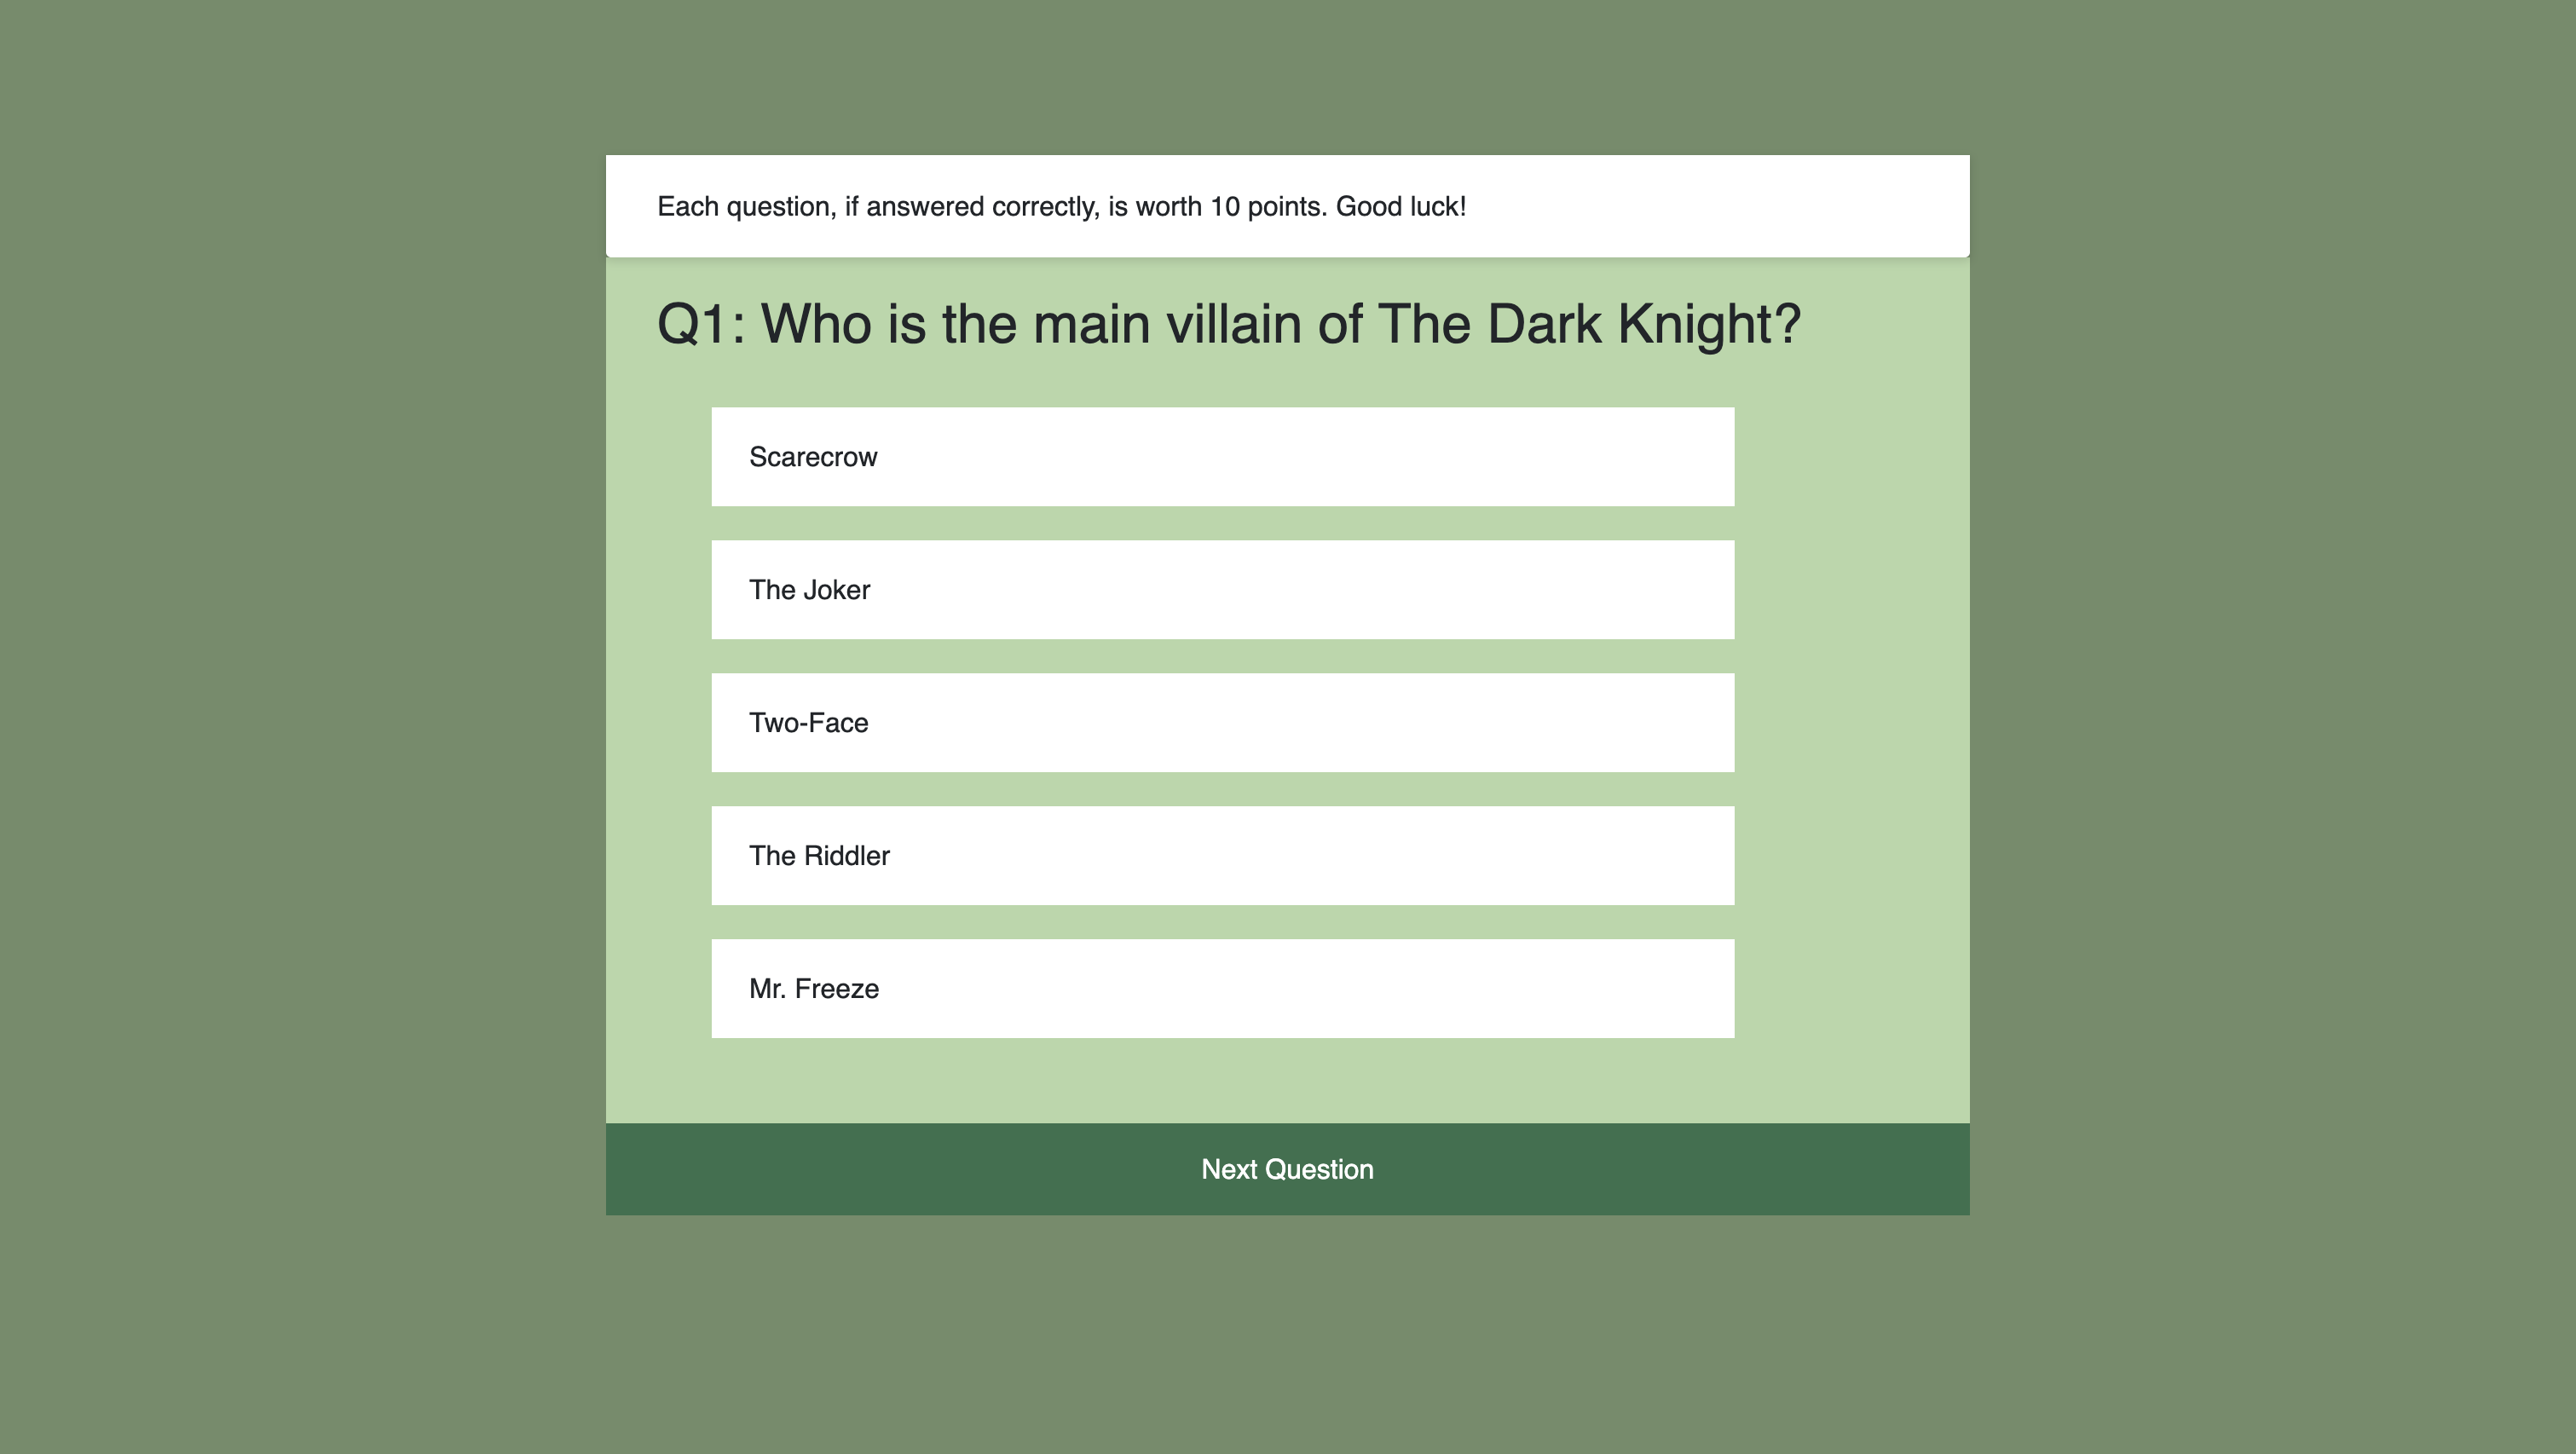 Each question, if answered correctly, is worth 10 points. Good luck!
Q1: Who is the main villain of The Dark Knight?
Scarecrow
The Joker
Two-Face
The Riddler
Mr. Freeze
Next Question